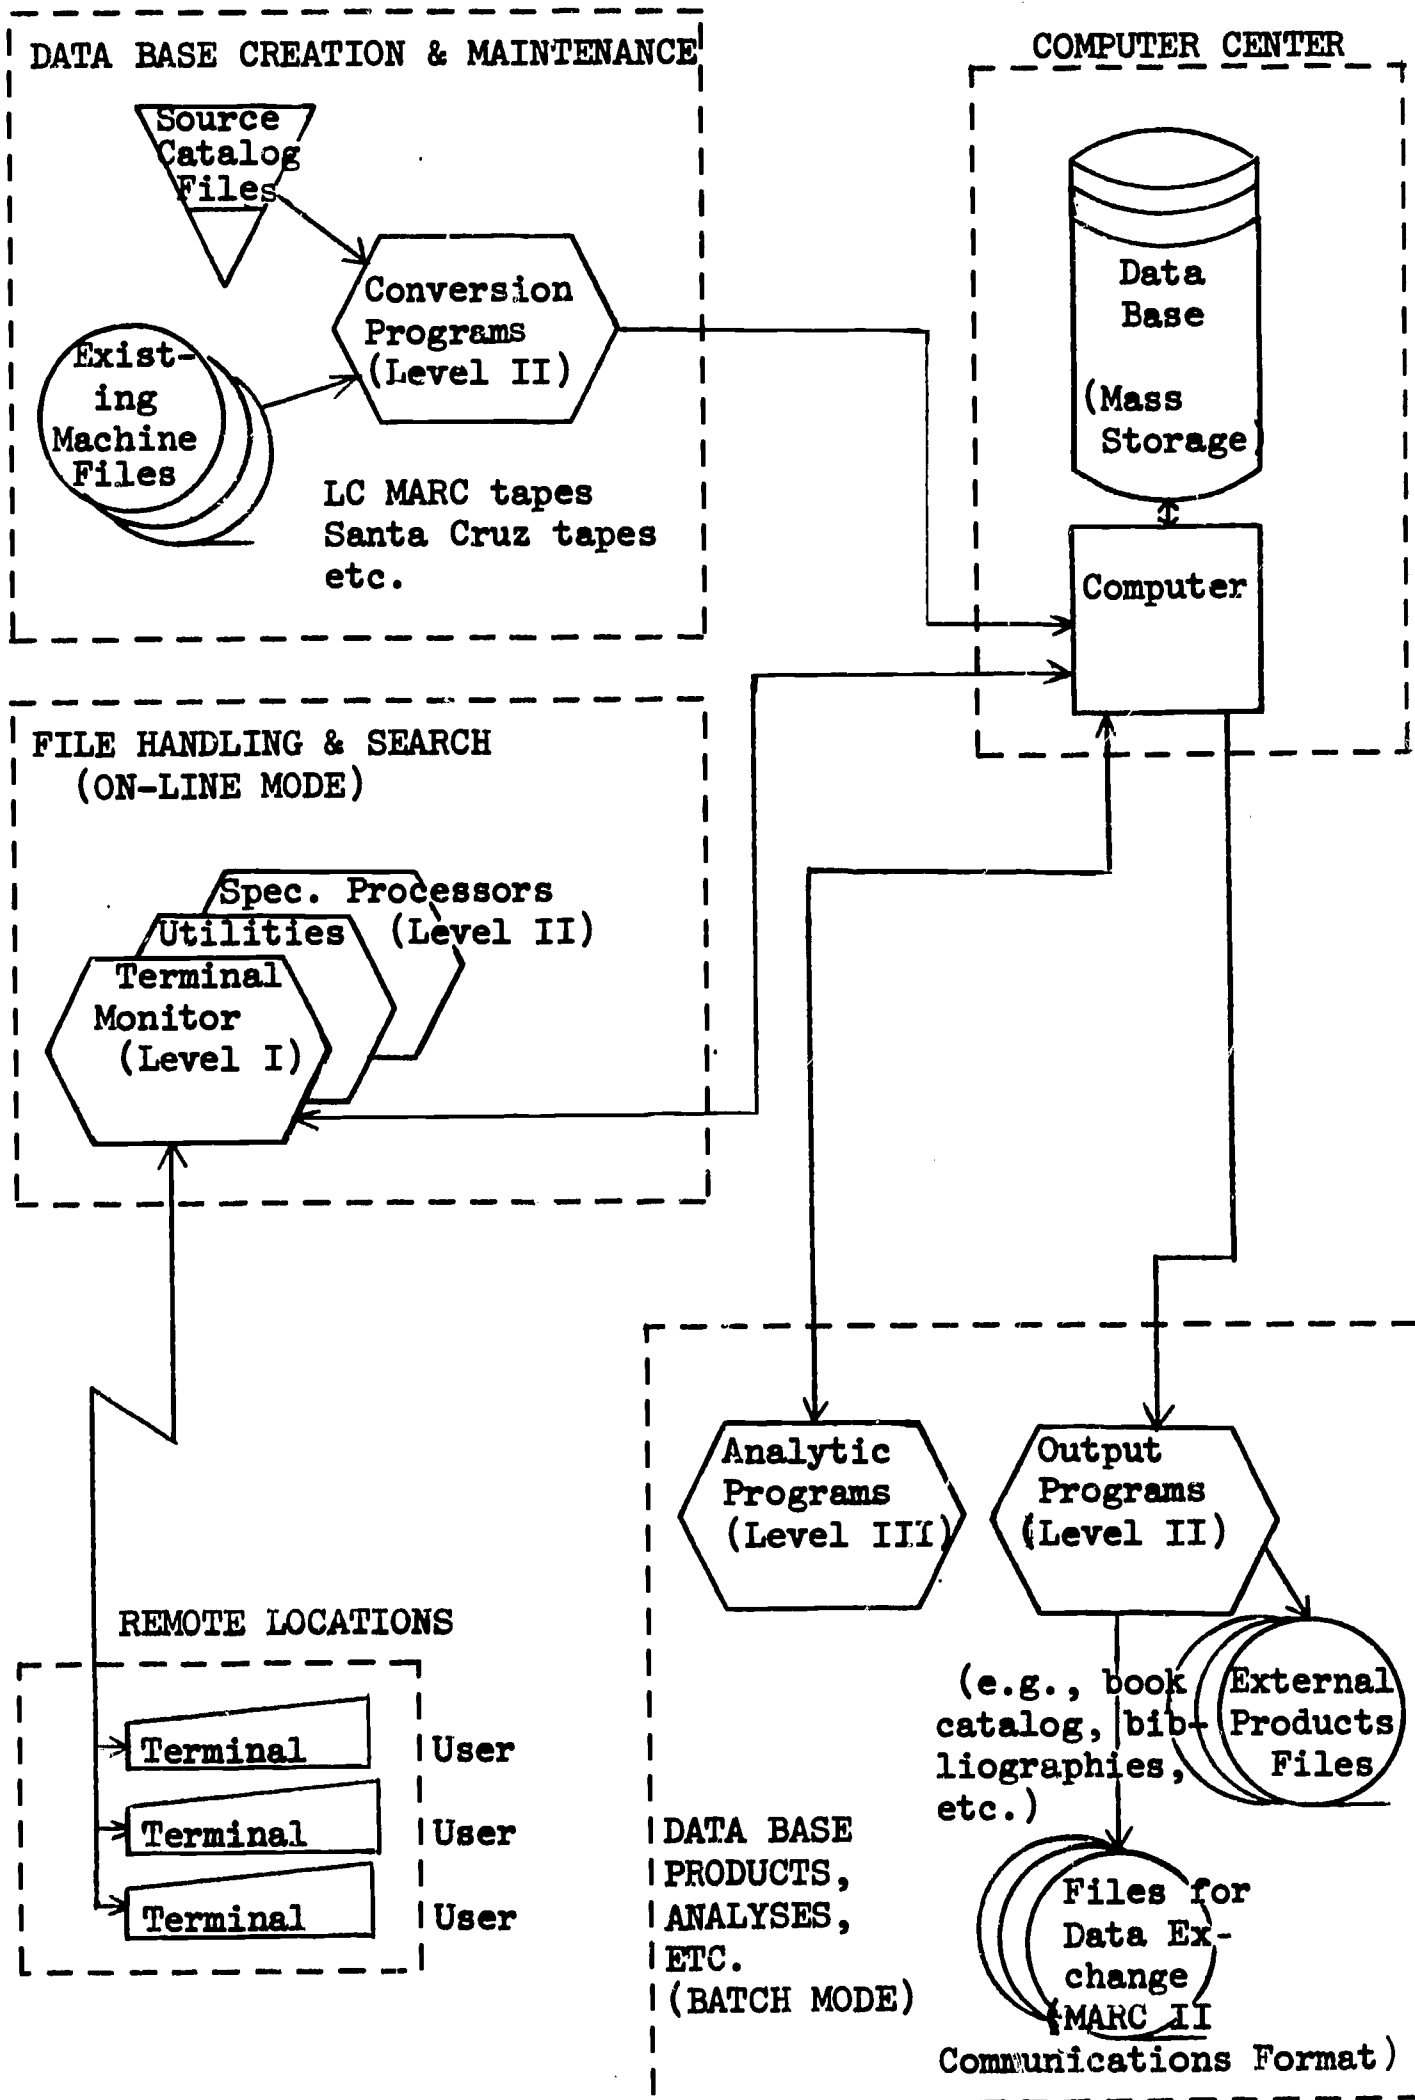 DATA BASE CREATION & MAINTENANCE
Source
Catalog
Files
Conversion
Programs
(Level II)
Exist-
ing
Machine
Files
LC MARC tapes
Santa Cruz tapes
etc.
COMPUTER CENTER
Data
Base
(Mass
Storage)
Computer
FILE HANDLING & SEARCH
(ON-LINE MODE)
Spec. Processors
(Level II)
Utilities
Terminal
Monitor
(Level I)
REMOTE LOCATIONS
Terminal
User
Terminal
User
Terminal
User
Analytic
Programs
(Level III)
Output
Programs
(Level II)
(e.g., book
catalog, bib-
liographies,
etc.)
External
Products
Files
DATA BASE
PRODUCTS,
ANALYSES,
ETC.
(BATCH MODE)
Files for
Data Ex-
change
(MARC II
Communications Format)